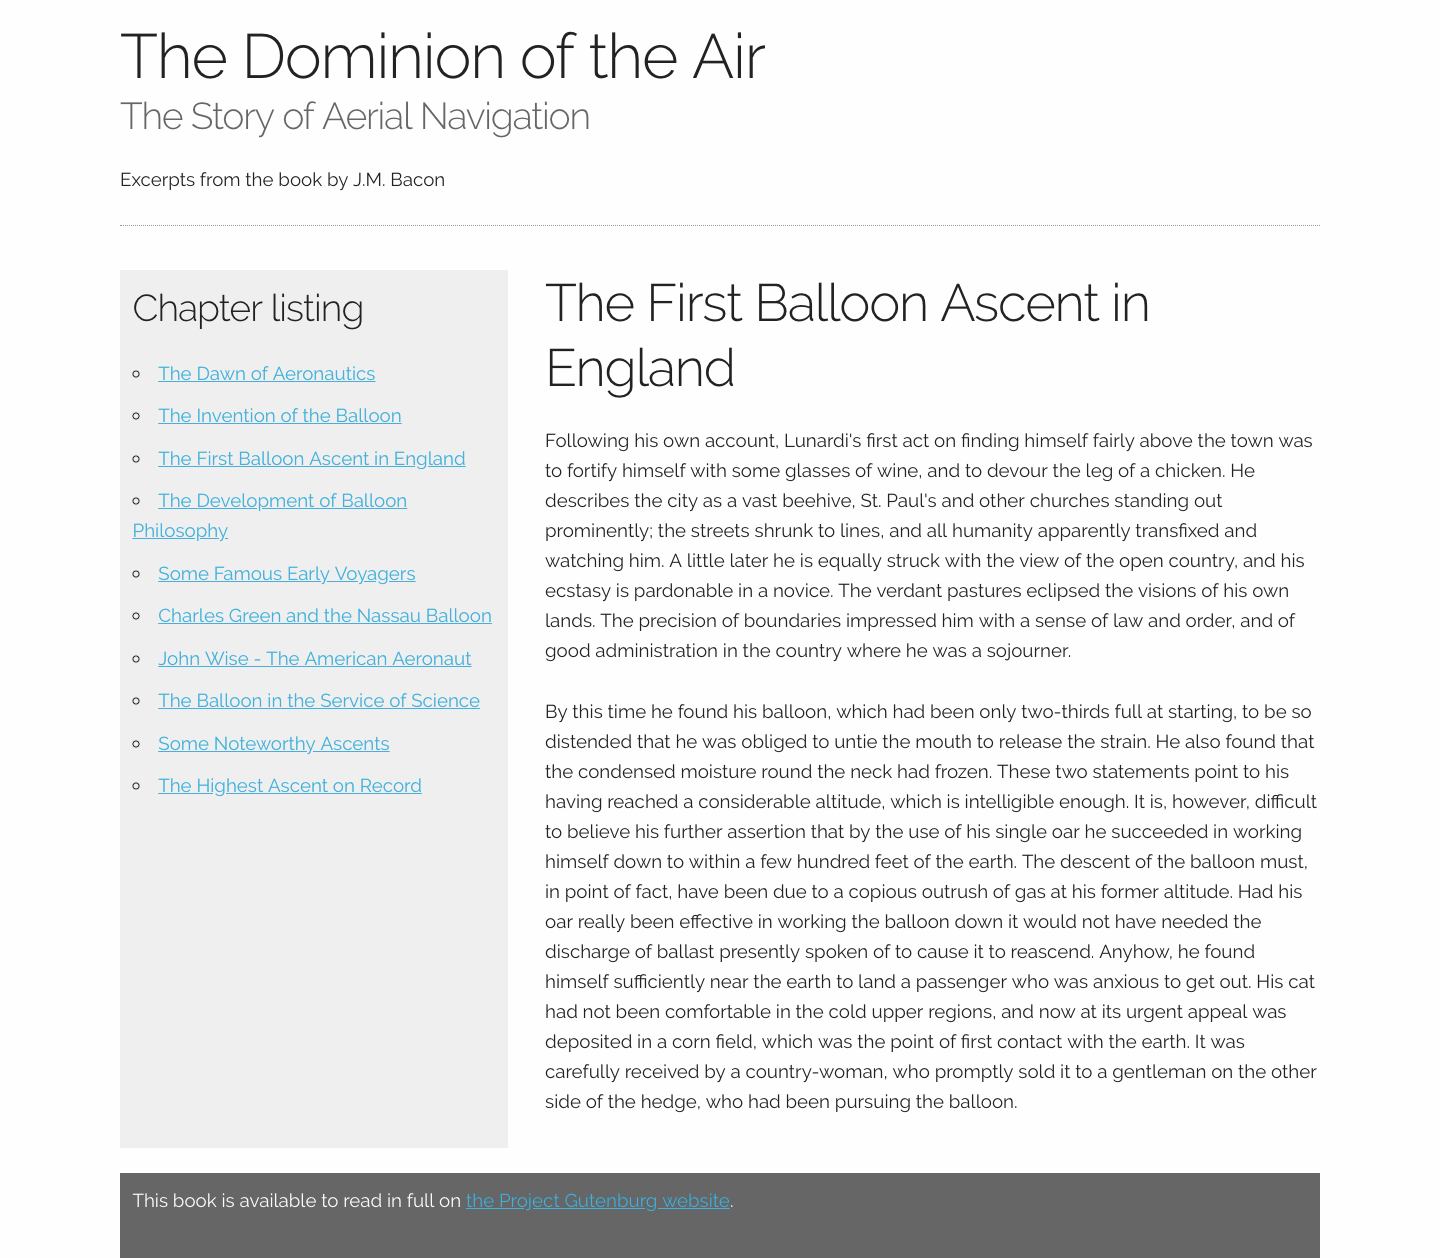 The Dominion of the Air
The Story of Aerial Navigation
Excerpts from the book by J.M. Bacon
Chapter listing
The Dawn of Aeronautics
The Invention of the Balloon
The First Balloon Ascent in England
The Development of Balloon
Philosophy
Some Famous Early Voyagers
Charles Green and the Nassau Balloon
John Wise - The American Aeronaut
The Balloon in the Service of Science
Some Noteworthy Ascents
The Highest Ascent on Record
The First Balloon Ascent in
England
Following his own account, Lunardi's first act on finding himself fairly above the town was
to fortify himself with some glasses of wine, and to devour the leg of a chicken. He
describes the city as a vast beehive, St. Paul's and other churches standing out
prominently; the streets shrunk to lines, and all humanity apparently transfixed and
watching him. A little later he is equally struck with the view of the open country, and his
ecstasy is pardonable in a novice. The verdant pastures eclipsed the visions of his own
lands. The precision of boundaries impressed him with a sense of law and order, and of
good administration in the country where he was a sojourner.
By this time he found his balloon, which had been only two-thirds full at starting, to be so
distended that he was obliged to untie the mouth to release the strain. He also found that
the condensed moisture round the neck had frozen. These two statements point to his
having reached a considerable altitude, which is intelligible enough. It is, however, difficult
to believe his further assertion that by the use of his single oar he succeeded in working
himself down to within a few hundred feet of the earth. The descent of the balloon must,
in point of fact, have been due to a copious outrush of gas at his former altitude. Had his
oar really been effective in working the balloon down it would not have needed the
discharge of ballast presently spoken of to cause it to reascend. Anyhow, he found
himself sufficiently near the earth to land a passenger who was anxious to get out. His cat
had not been comfortable in the cold upper regions, and now at its urgent appeal was
deposited in a corn field, which was the point of first contact with the earth. It was
carefully received by a country-woman, who promptly sold it to a gentleman on the other
side of the hedge, who had been pursuing the balloon.
This book is available to read in full on the Project Gutenburg website.